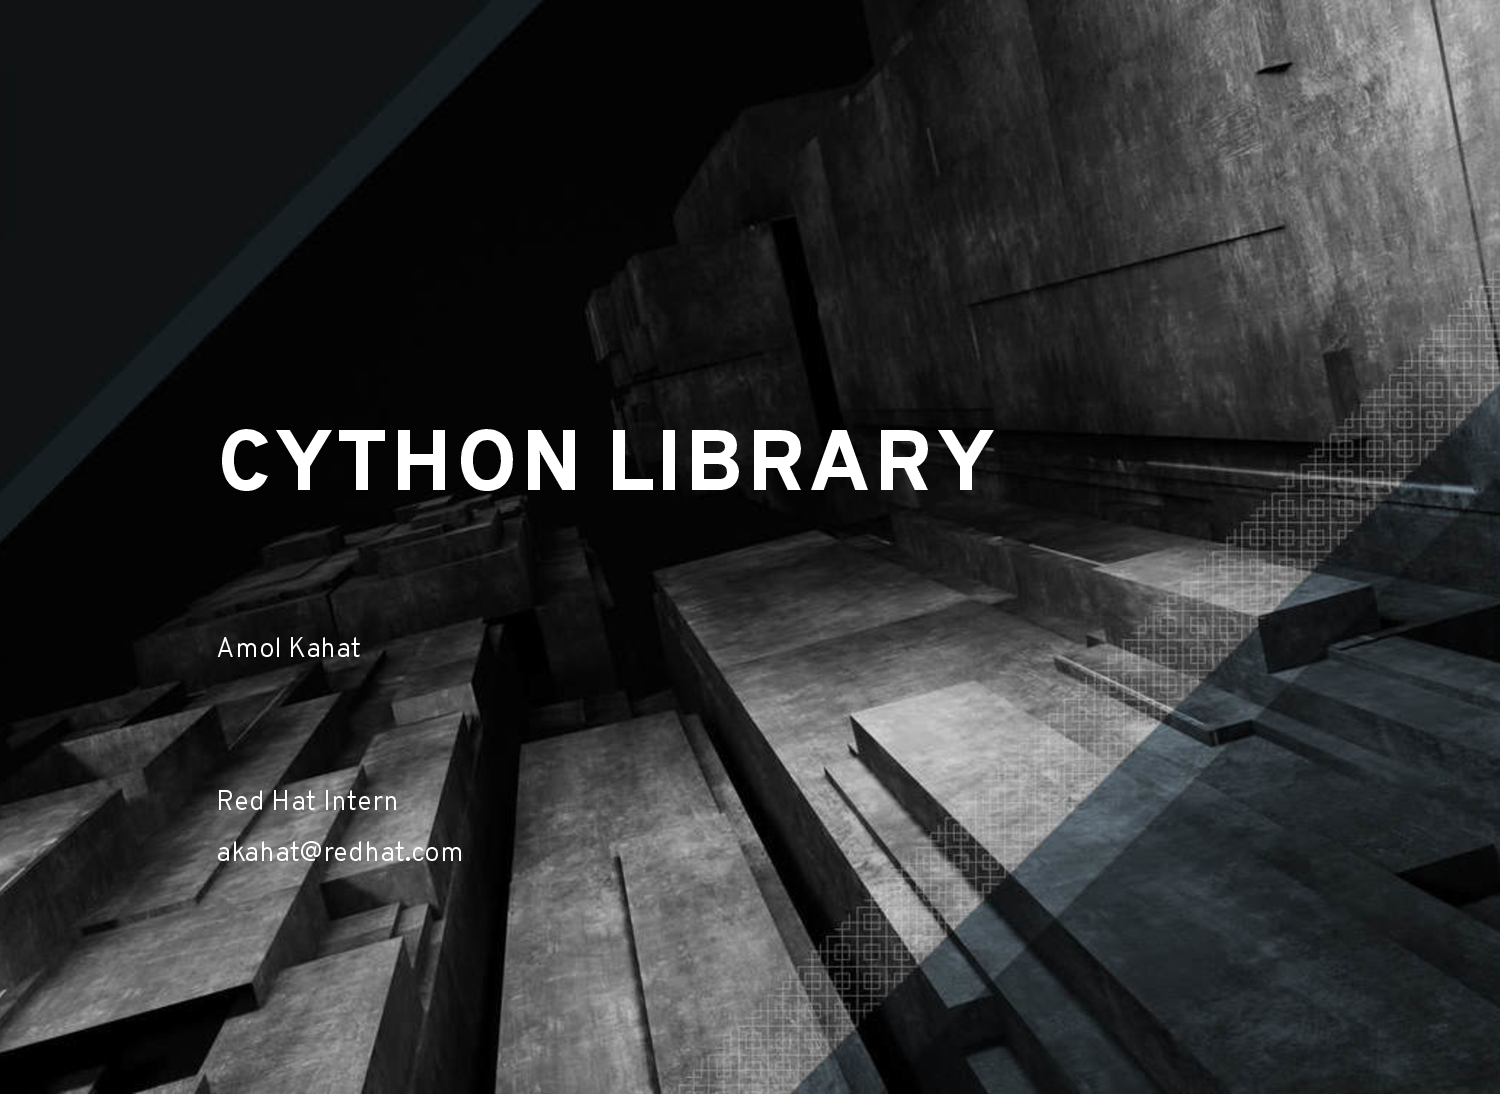 CYTHON LIBRARY
Amol Kahat
Red Hat Intern
akahat@redhat.com